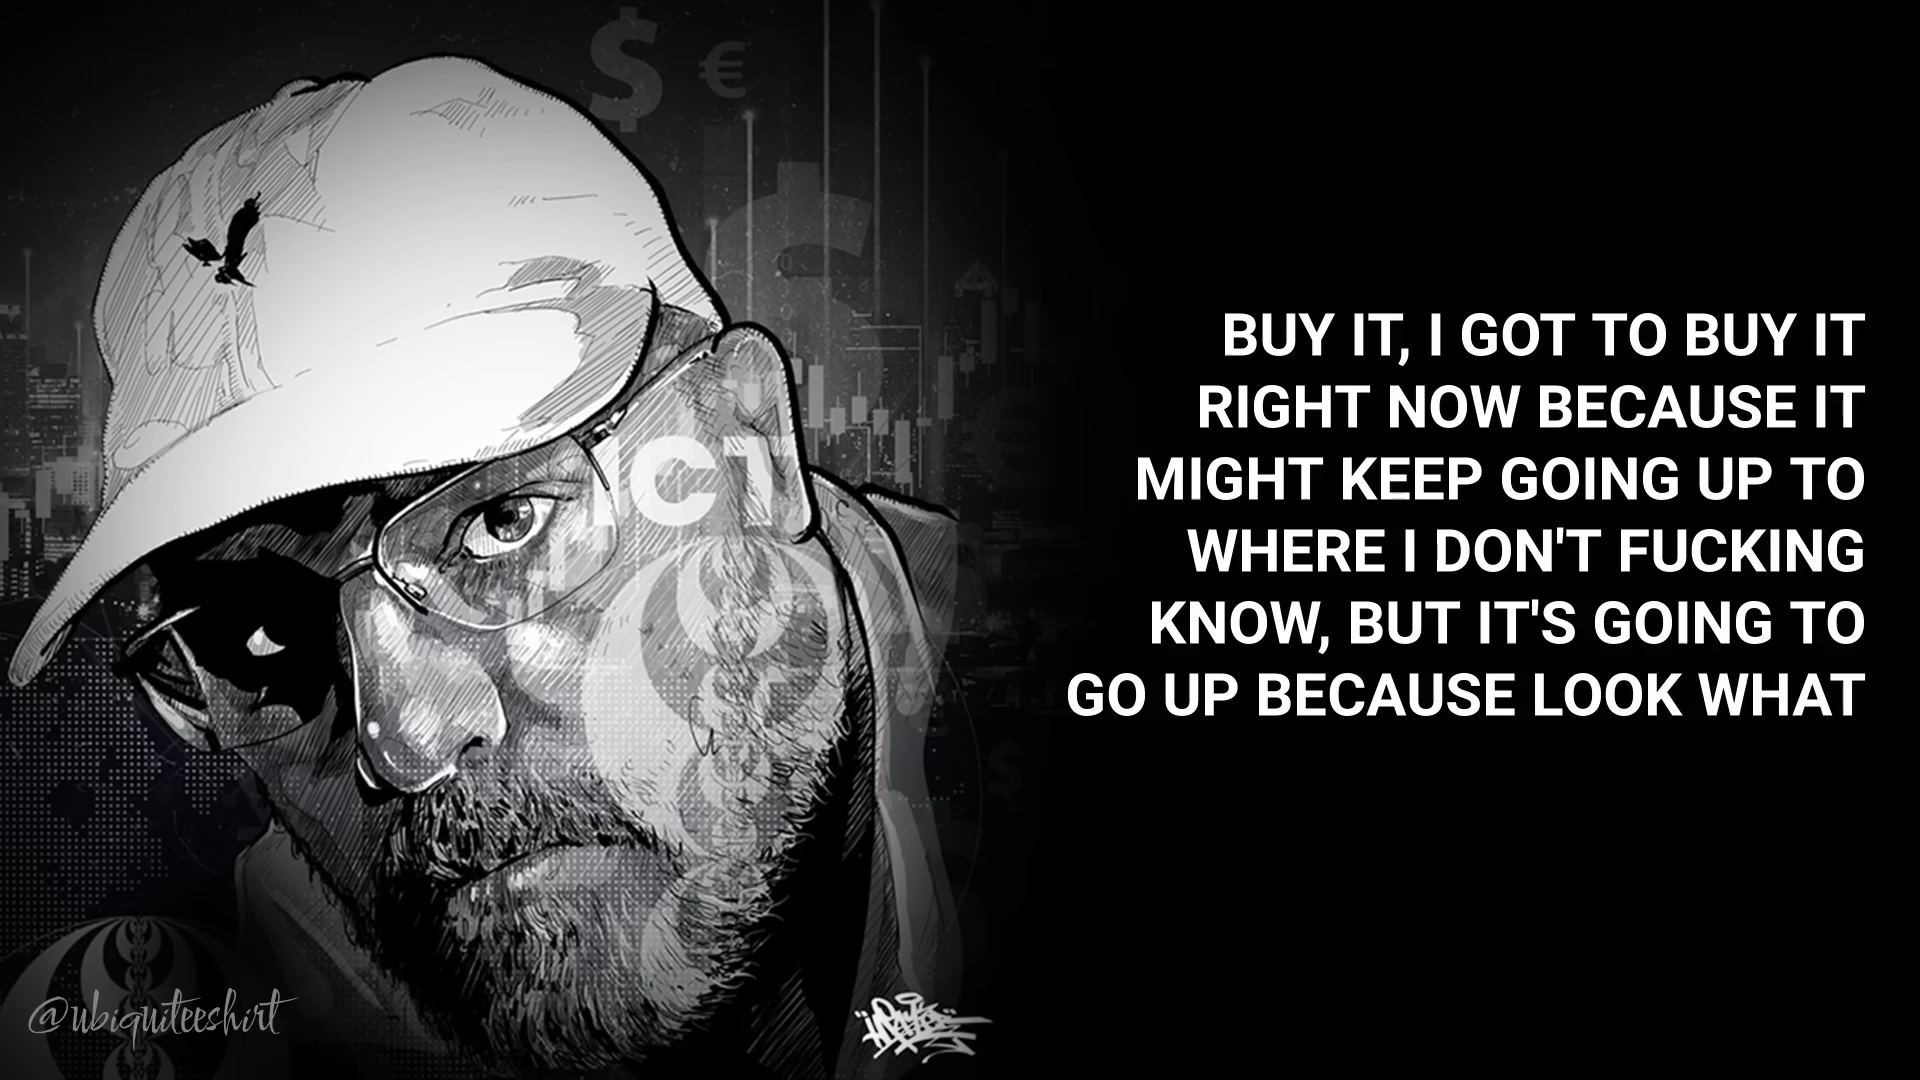 $
€
ICT
BUY IT, I GOT TO BUY IT
RIGHT NOW BECAUSE IT
MIGHT KEEP GOING UP TO
WHERE I DON'T FUCKING
KNOW, BUT IT'S GOING TO
GO UP BECAUSE LOOK WHAT
@ubiquiteeshirt